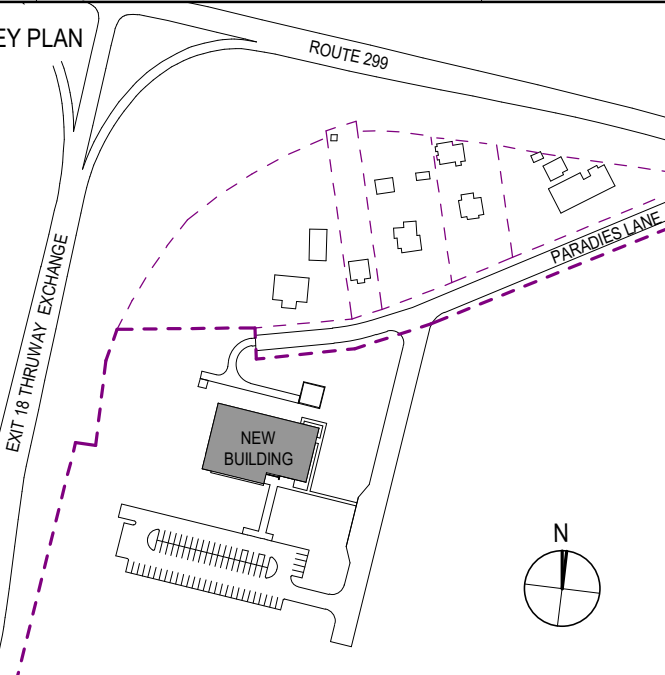 EY PLAN
ROUTE 299
PARADIES LANE
EXIT 18 THRUWAY EXCHANGE
NEW
BUILDING
N